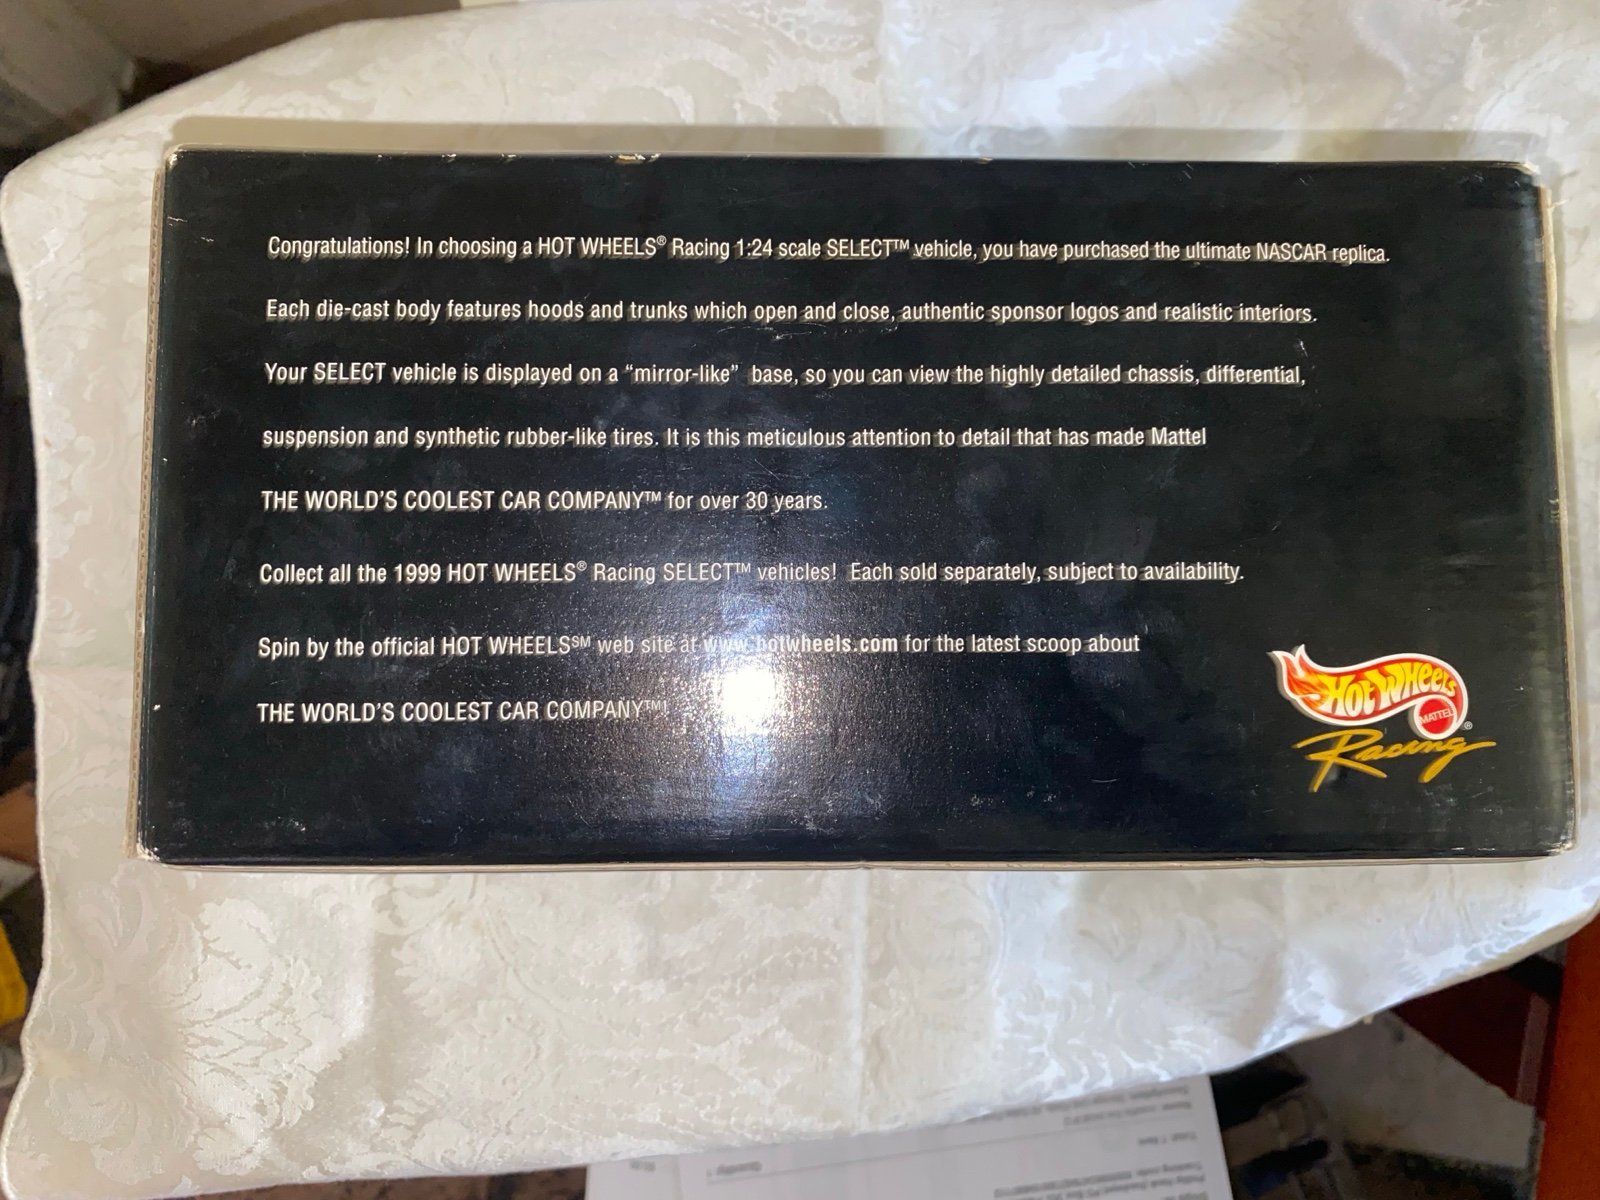 Congratulations! In choosing a HOT WHEELS® Racing 1:24 scale SELECT™ vehicle, you have purchased the ultimate NASCAR replica.
Each die-cast body features hoods and trunks which open and close, authentic sponsor logos and realistic interiors.
Your SELECT vehicle is displayed on a “mirror-like” base, so you can view the highly detailed chassis, differential,
suspension and synthetic rubber-like tires. It is this meticulous attention to detail that has made Mattel
THE WORLD'S COOLEST CAR COMPANY™ for over 30 years.
Collect all the 1999 HOT WHEELS® Racing SELECT™ vehicles! Each sold separately, subject to availability.
Spin by the official HOT WHEELS℠ web site at www.hotwheels.com for the latest scoop about
THE WORLD'S COOLEST CAR COMPANY™!
HOT WHEELS
MATTEL ®
Racing